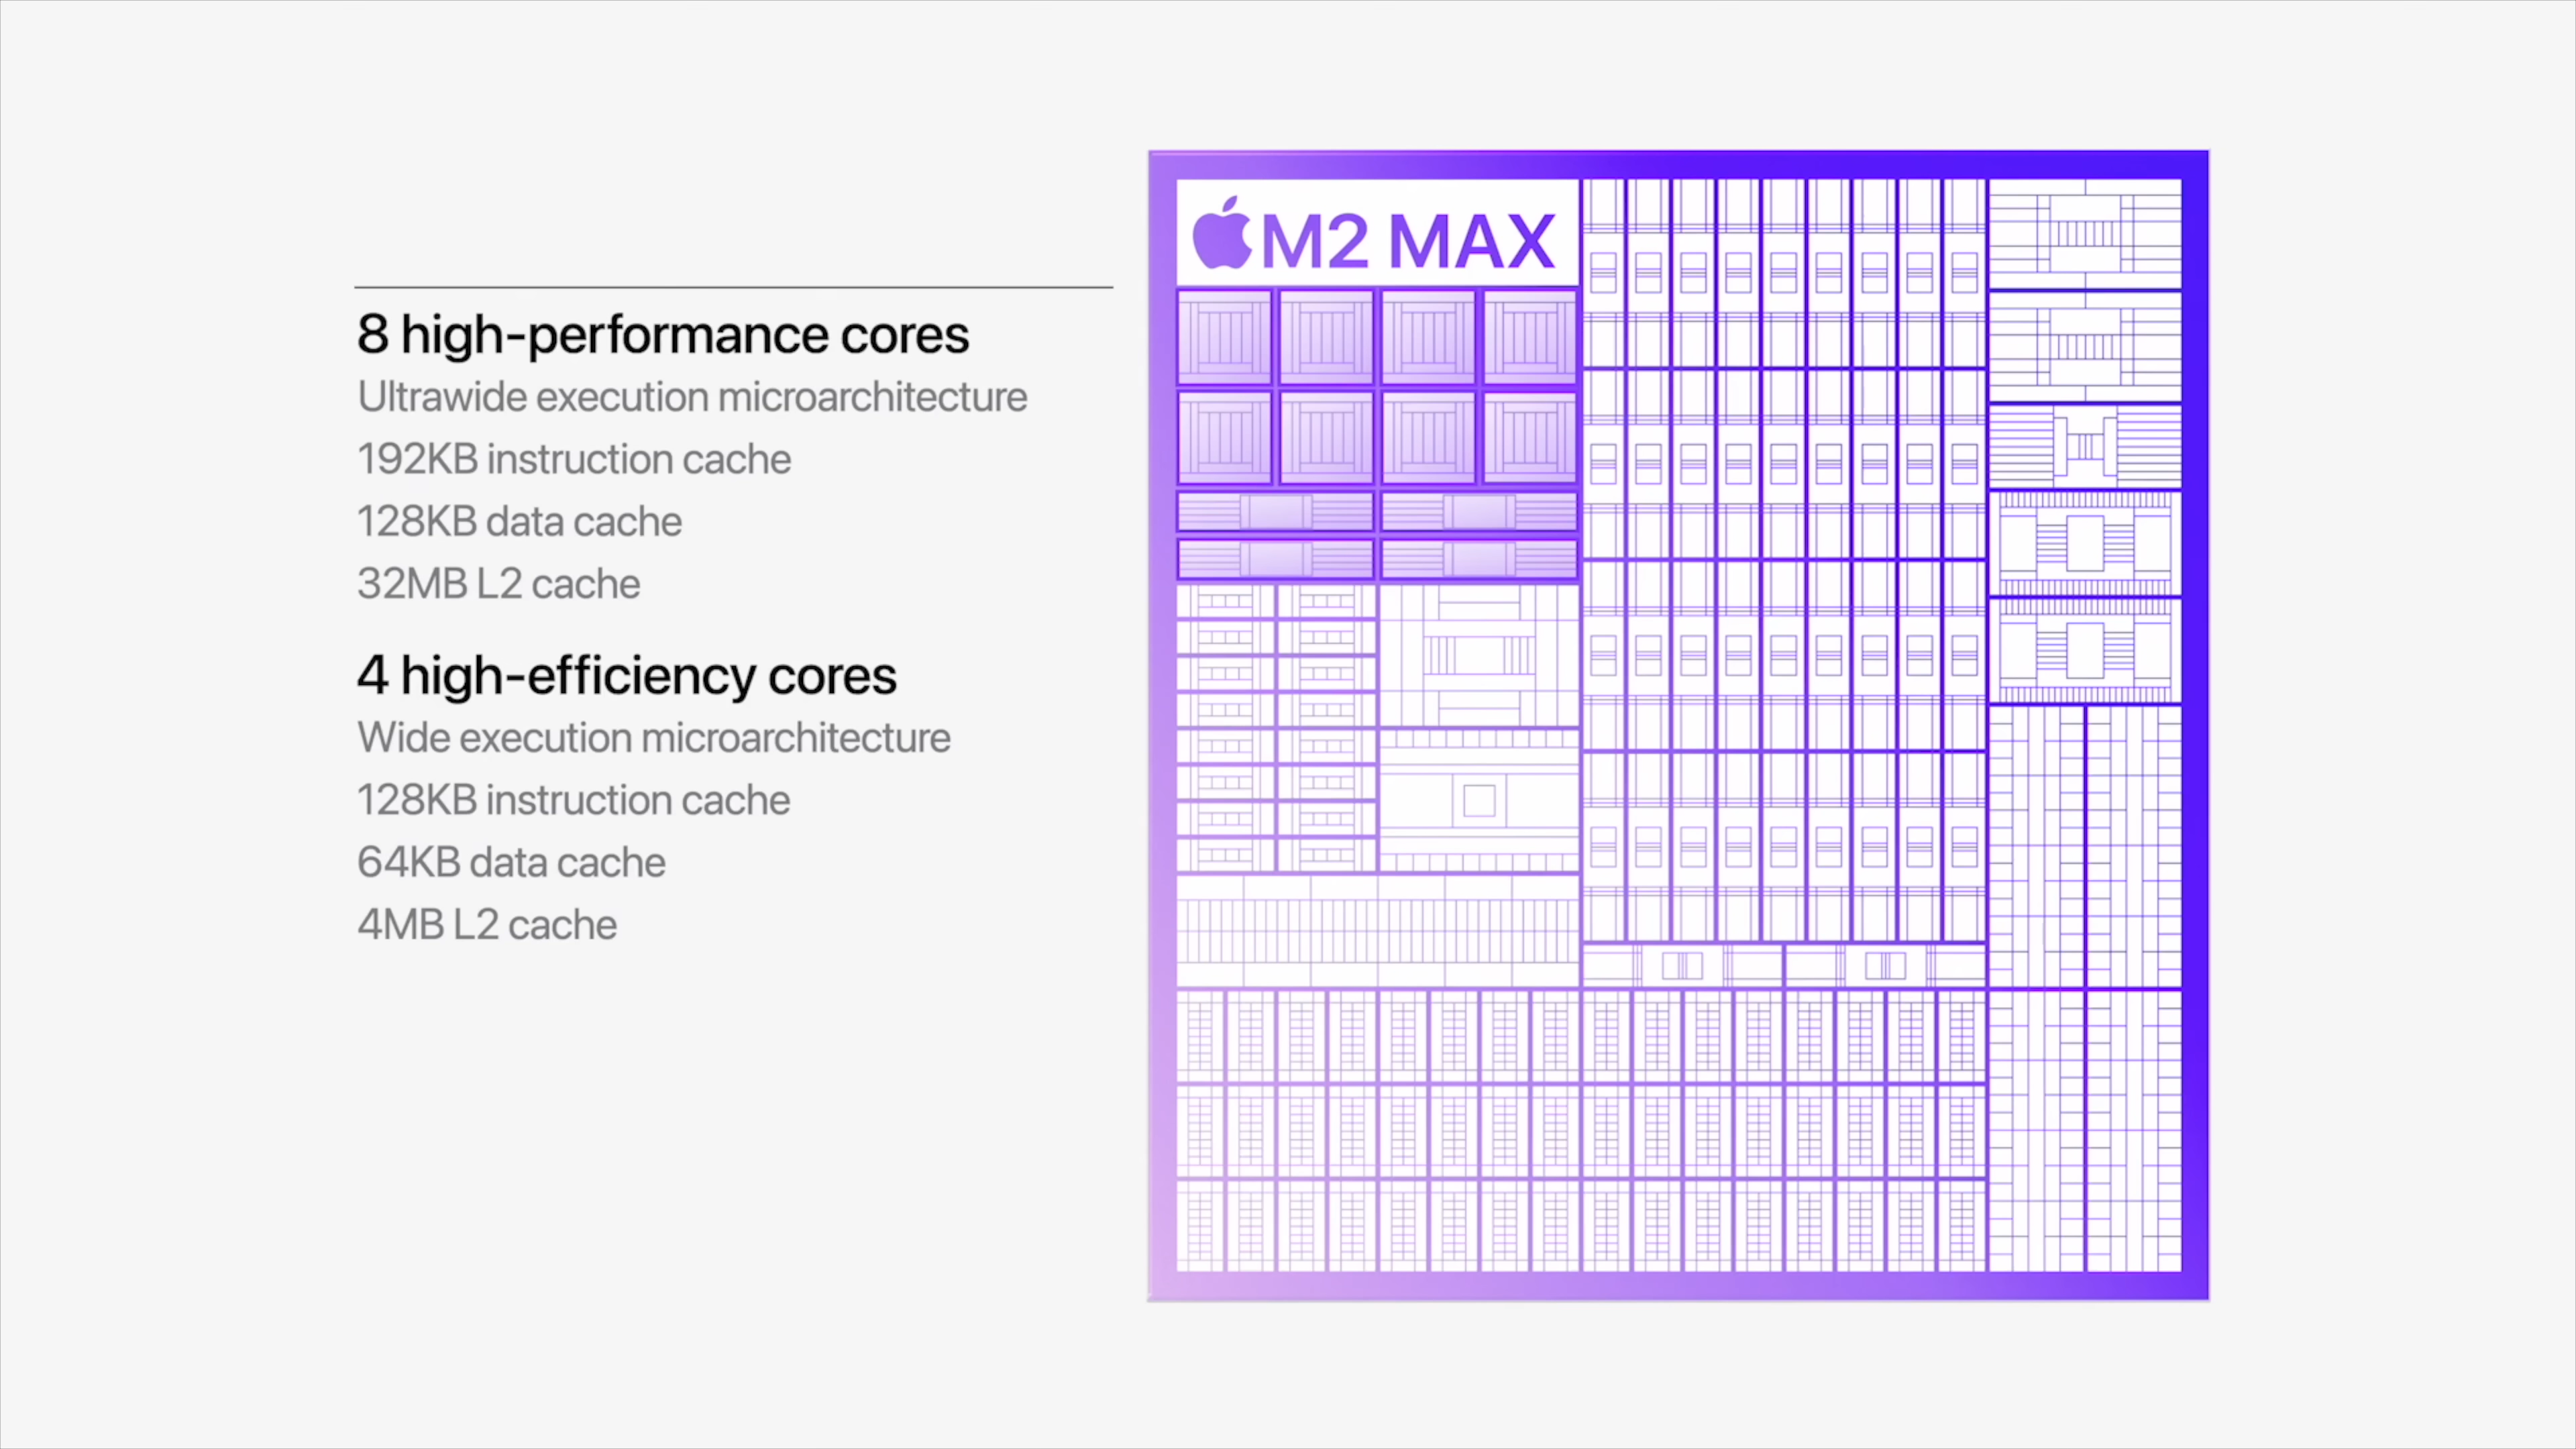 8 high-performance cores
Ultrawide execution microarchitecture
192KB instruction cache
128KB data cache
32MB L2 cache
4 high-efficiency cores
Wide execution microarchitecture
128KB instruction cache
64KB data cache
4MB L2 cache
M2 MAX